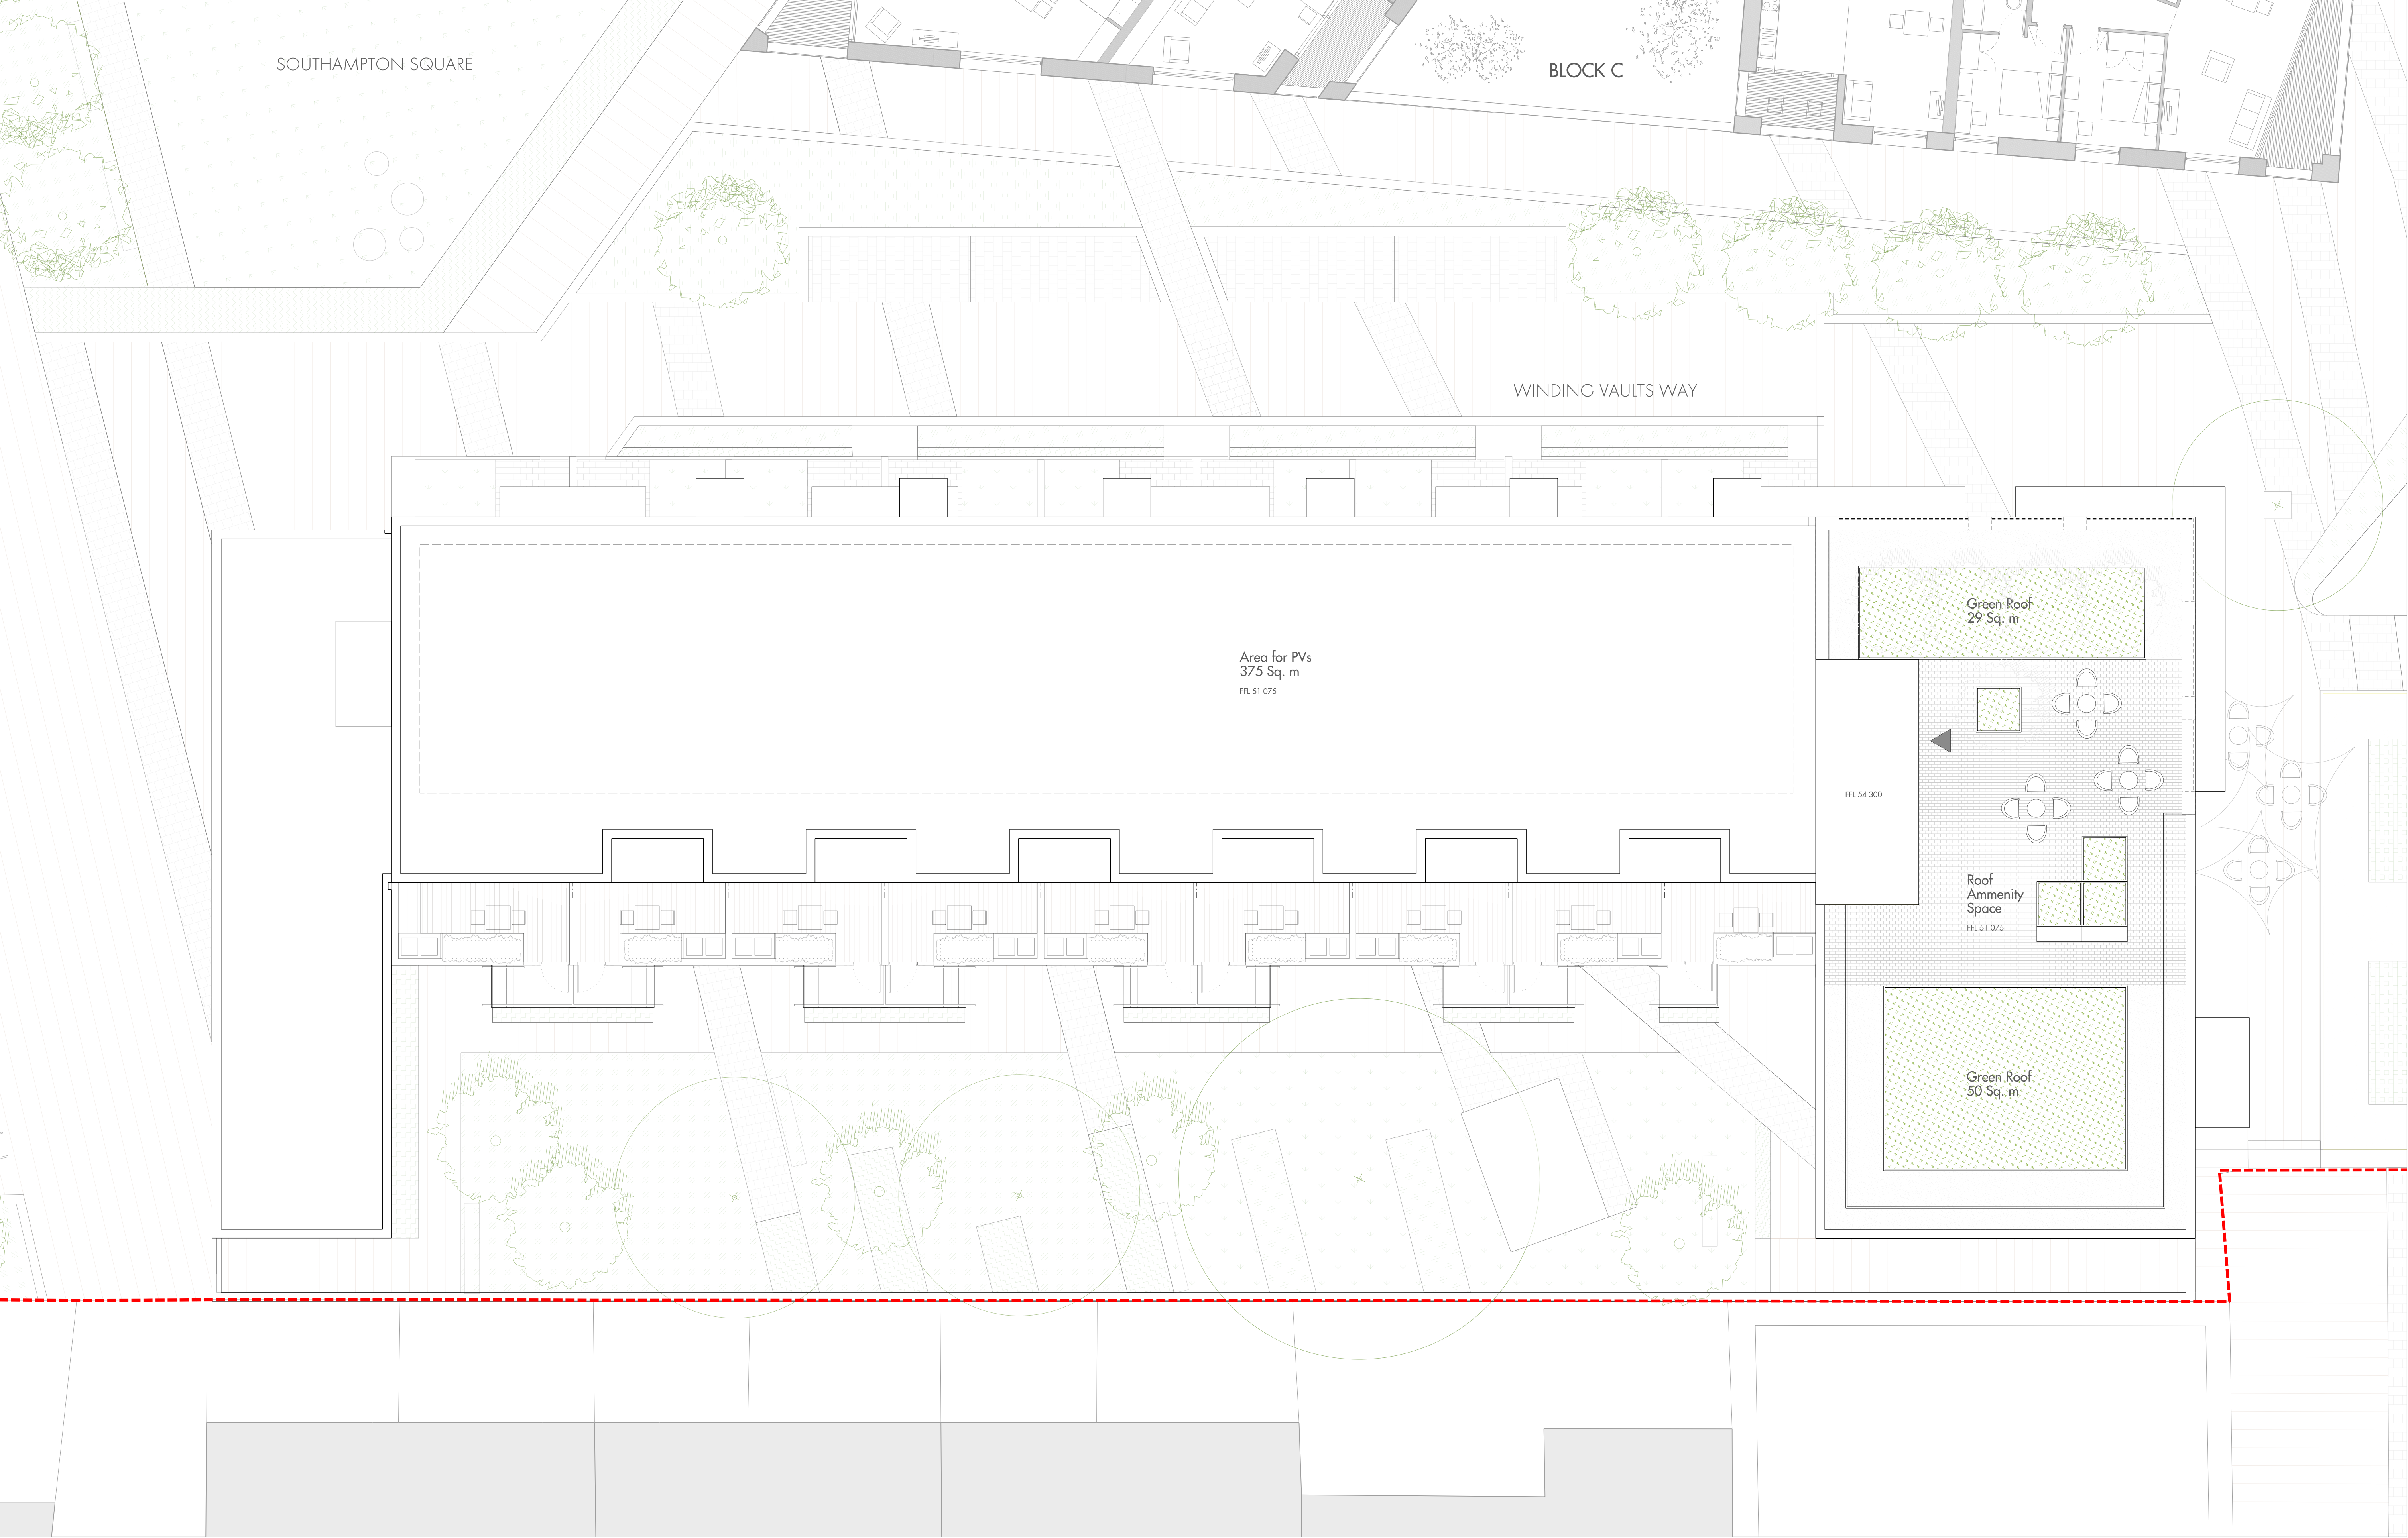 SOUTHAMPTON SQUARE
BLOCK C
WINDING VAULTS WAY
Green Roof
29 Sq. m
Area for PVs
375 Sq. m
FFL 51 075
FFL 54 300
Roof
Ammenity
Space
FFL 51 075
Green Roof
50 Sq. m